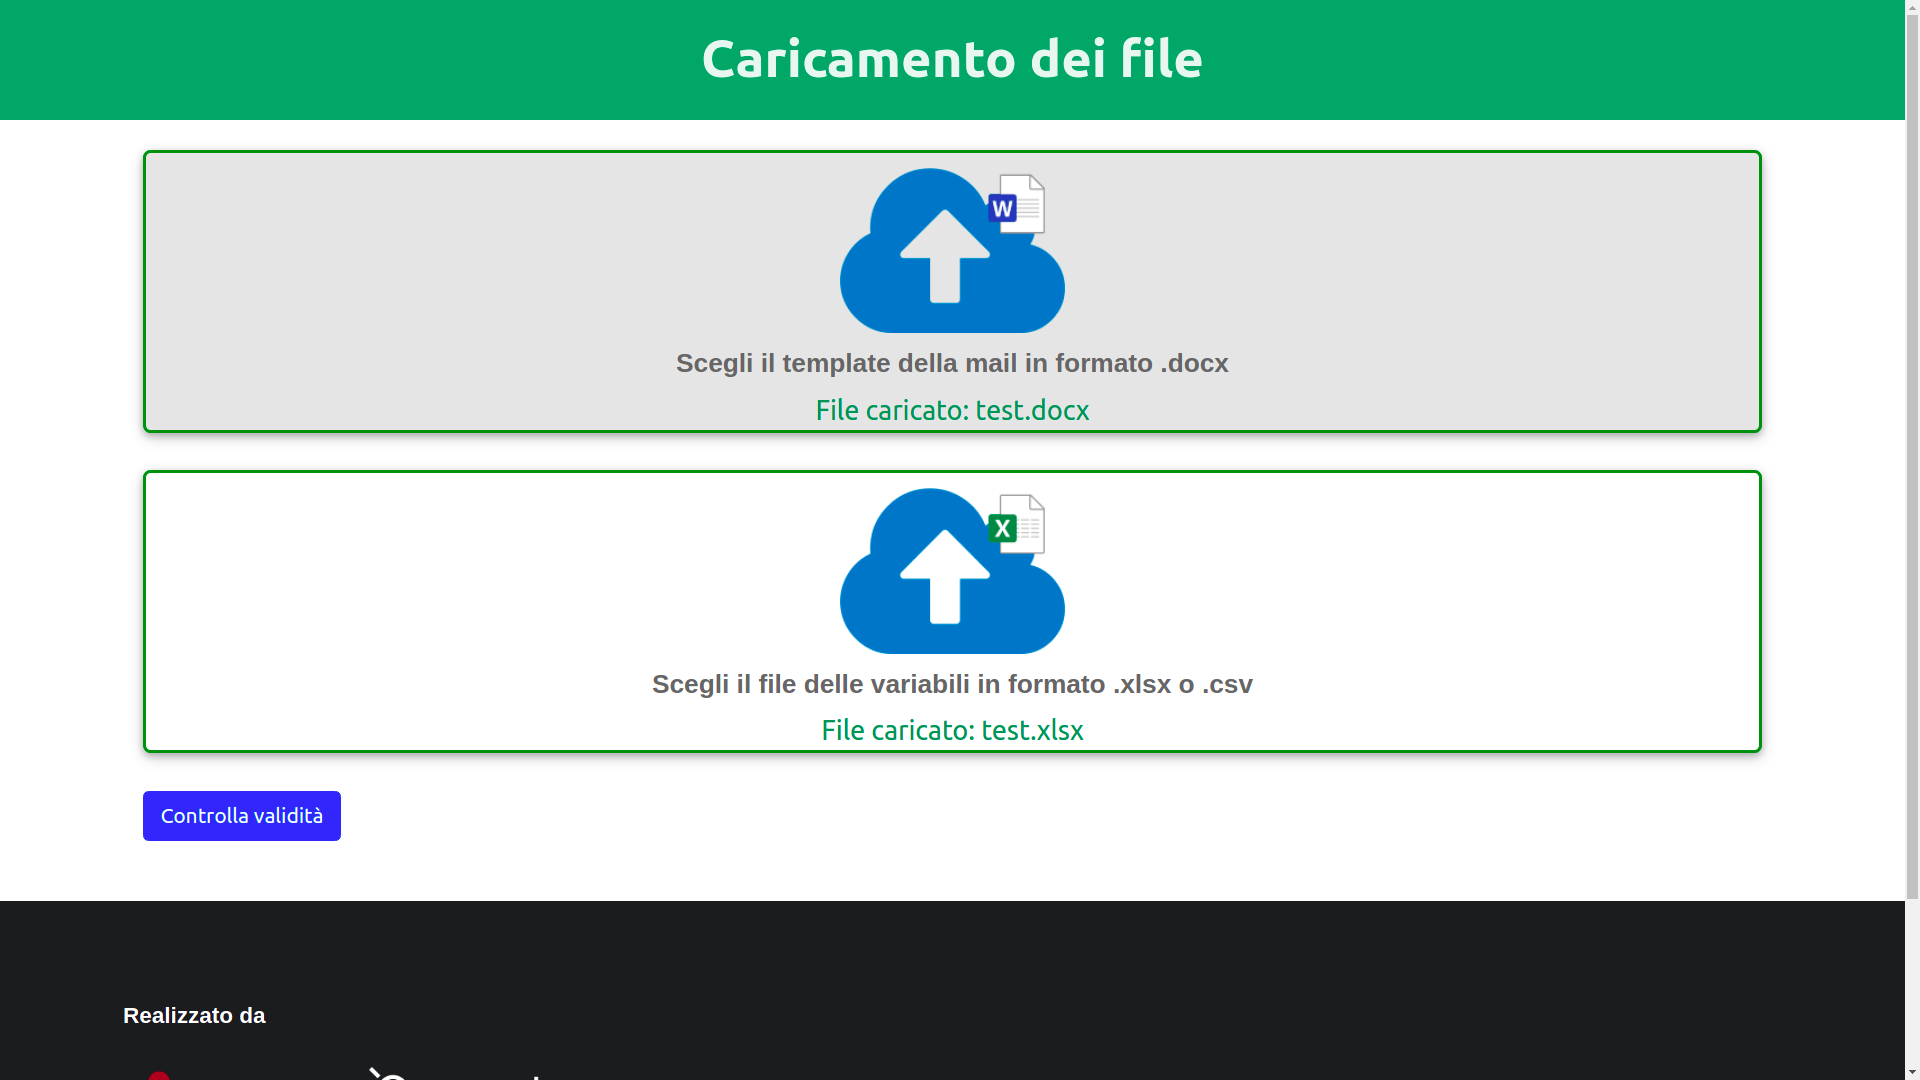 Caricamento dei file
W
Scegli il template della mail in formato .docx
File caricato: test.docx
X
Scegli il file delle variabili in formato .xlsx o .csv
File caricato: test.xlsx
Controlla validità
Realizzato da